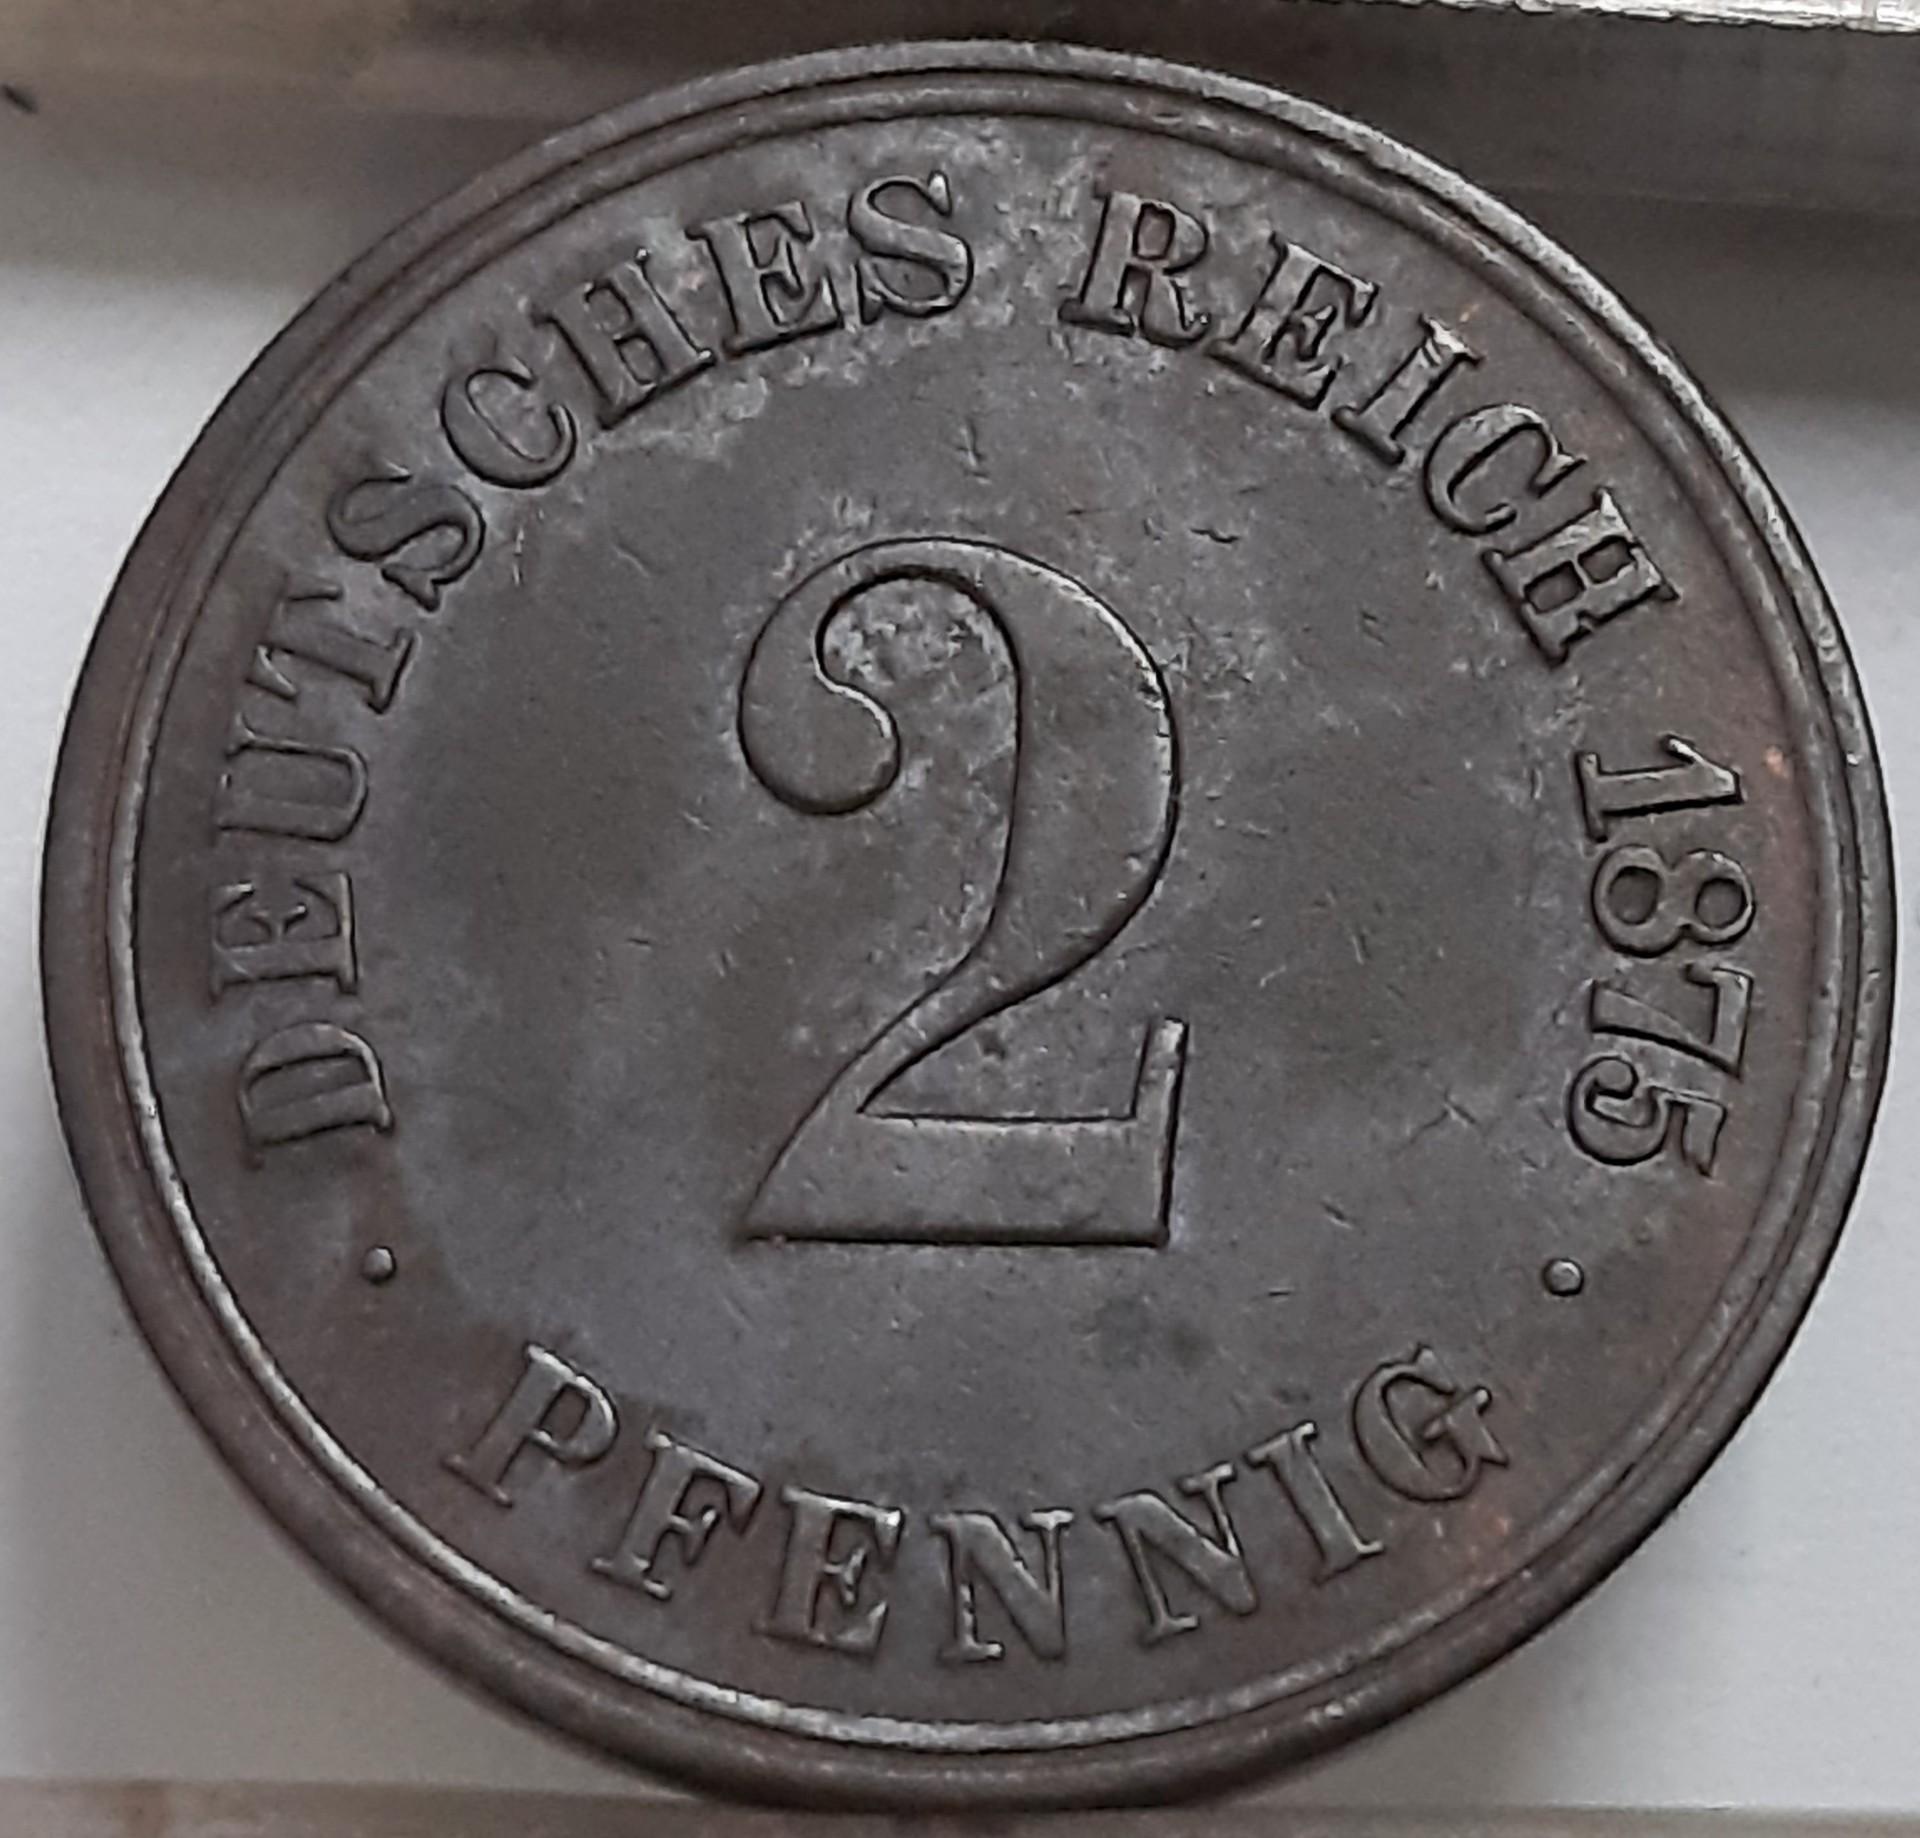 DEUTSCHES REICH 1875
2
· PFENNIG ·